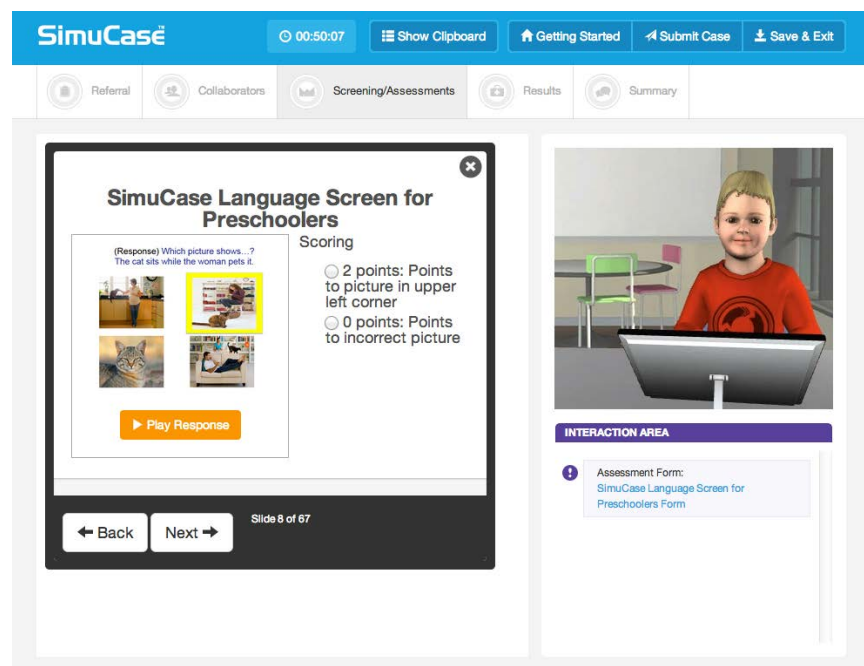 SimuCase™
00:50:07
Show Clipboard
Getting Started
Submit Case
Save & Exit
Referral
Collaborators
Screening/Assessments
Results
Summary
SimuCase Language Screen for
Preschoolers
(Response) Which picture shows...?
The cat sits while the woman pets it.
Play Response
Scoring
2 points: Points
to picture in upper
left corner
0 points: Points
to incorrect picture
Back
Next
Slide 8 of 67
INTERACTION AREA
Assessment Form:
SimuCase Language Screen for
Preschoolers Form